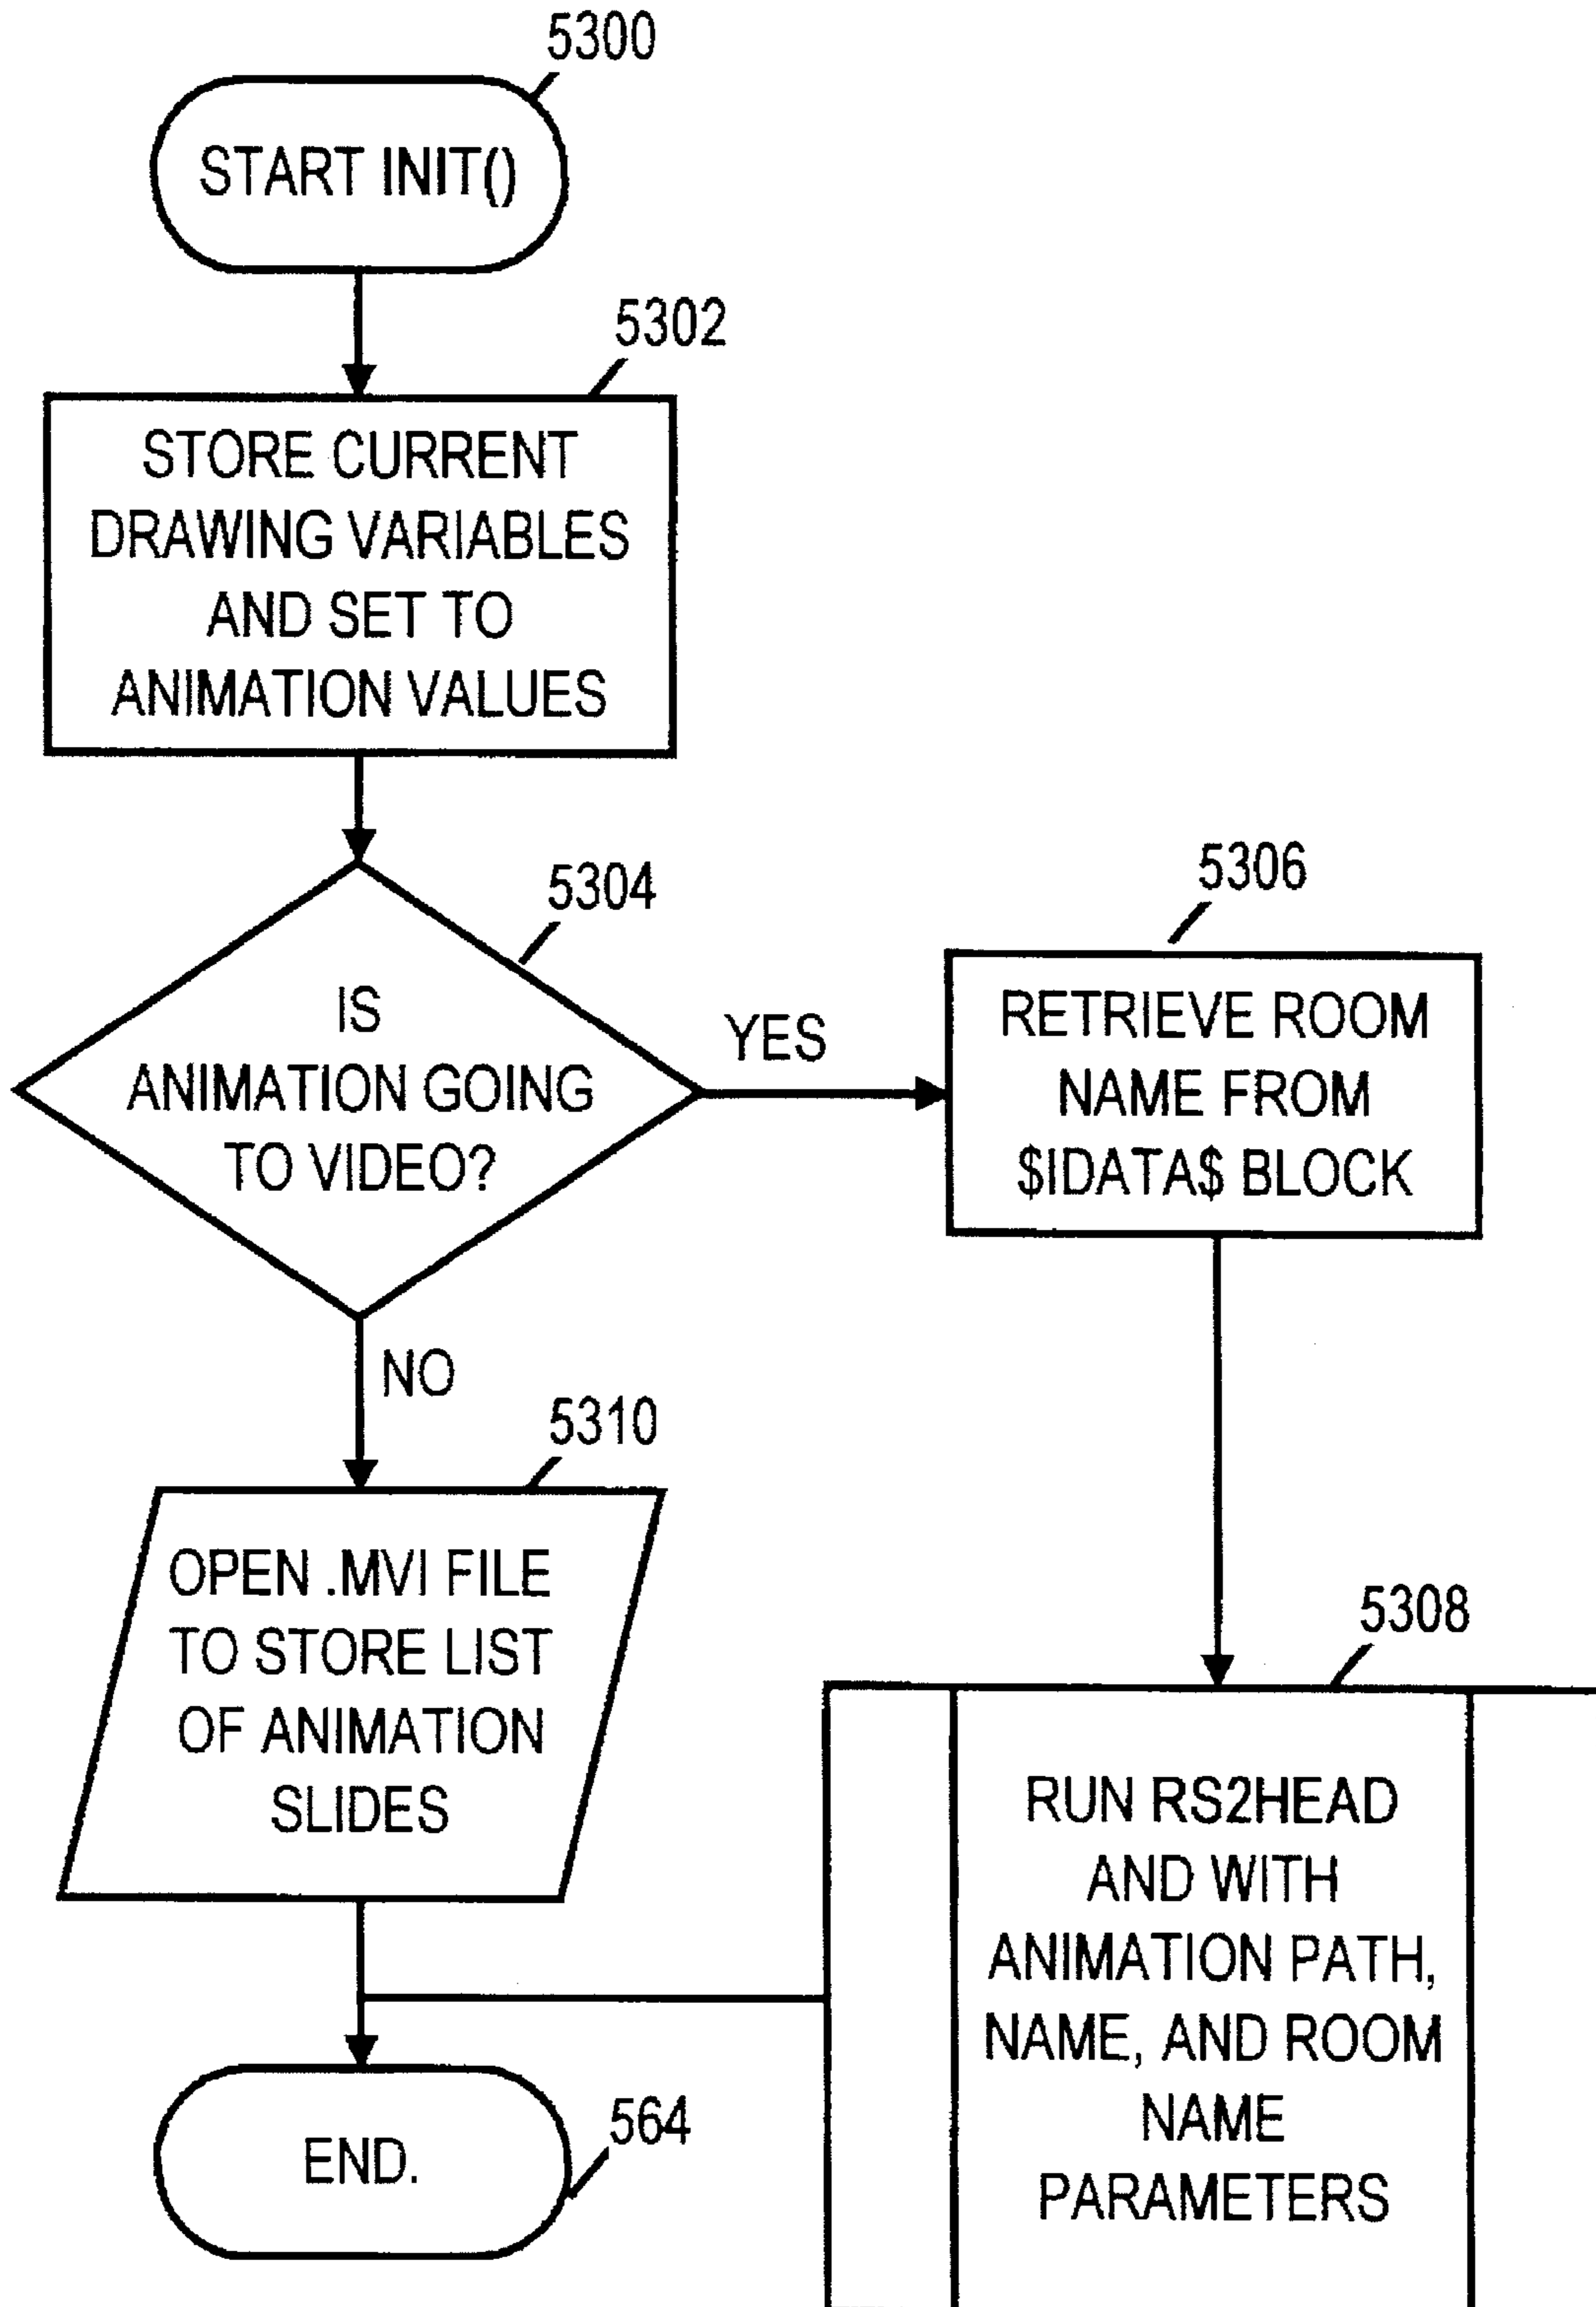 5300
START INIT()
5302
STORE CURRENT
DRAWING VARIABLES
AND SET TO
ANIMATION VALUES
5304
IS
ANIMATION GOING
TO VIDEO?
YES
5306
RETRIEVE ROOM
NAME FROM
$IDATA$ BLOCK
NO
5310
OPEN .MVI FILE
TO STORE LIST
OF ANIMATION
SLIDES
5308
RUN RS2HEAD
AND WITH
ANIMATION PATH,
NAME, AND ROOM
NAME
PARAMETERS
END.
564